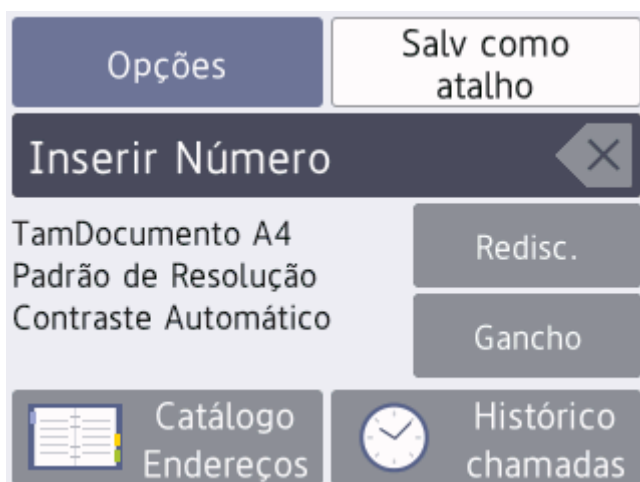 Opções
Salv como
atalho
Inserir Número
TamDocumento A4
Padrão de Resolução
Contraste Automático
Redisc.
Gancho
Catálogo
Endereços
Histórico
chamadas